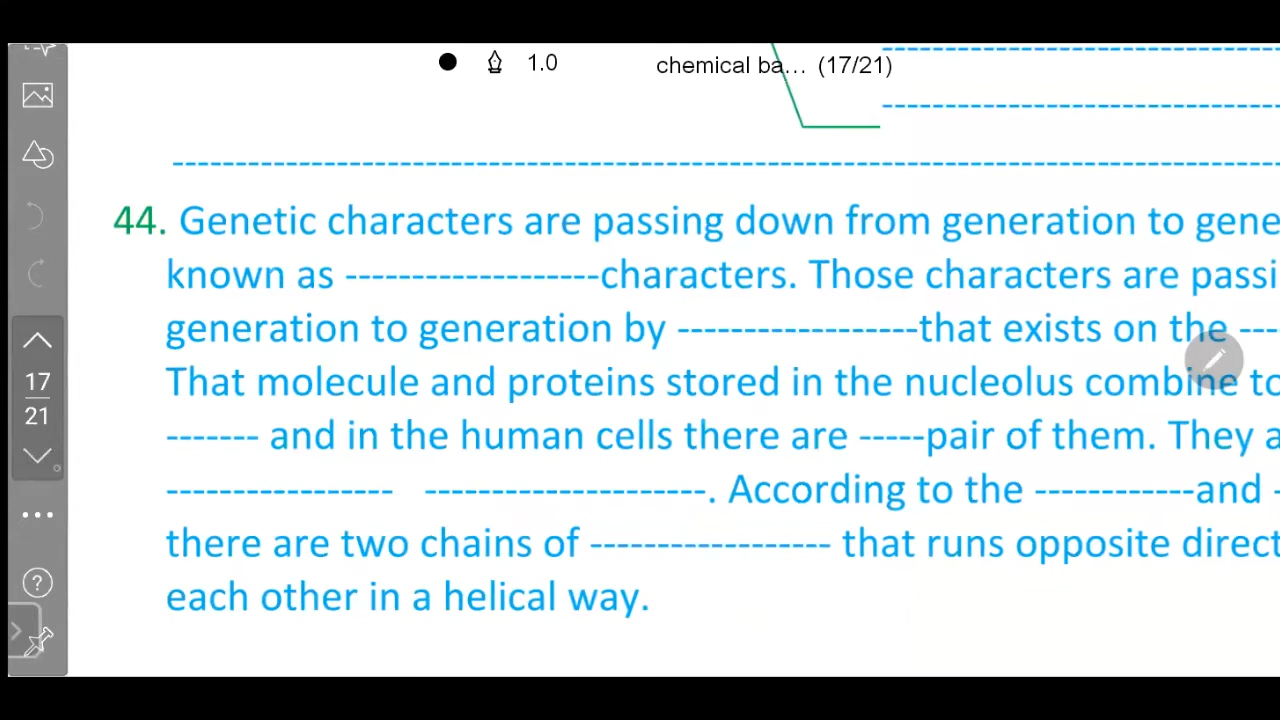 1.0 chemical ba... (17/21)
44. Genetic characters are passing down from generation to gene
known as -------------------characters. Those characters are passi
generation to generation by ------------------that exists on the ---
That molecule and proteins stored in the nucleolus combine to
17
21
------- and in the human cells there are -----pair of them. They a
----------------- ---------------------. According to the ------------and -
there are two chains of ------------------ that runs opposite direct
each other in a helical way.